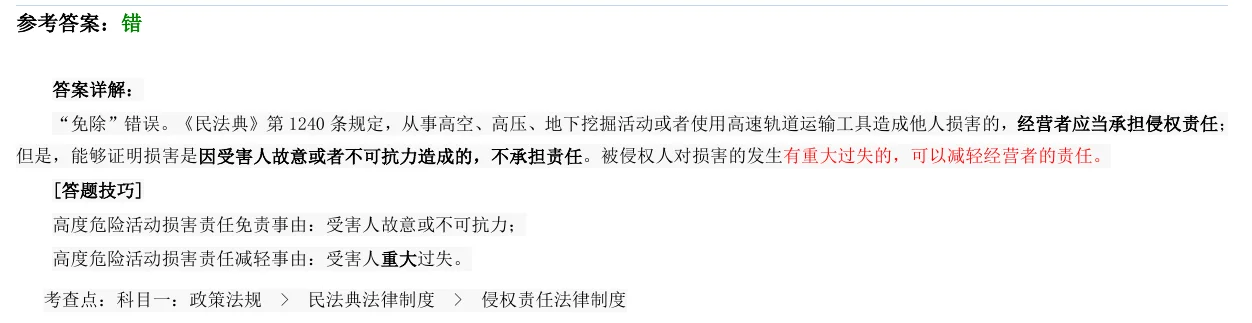 参考答案：错
答案详解：
“免除”错误。《民法典》第 1240 条规定，从事高空、高压、地下挖掘活动或者使用高速轨道运输工具造成他人损害的，经营者应当承担侵权责任；
但是，能够证明损害是因受害人故意或者不可抗力造成的，不承担责任。被侵权人对损害的发生有重大过失的，可以减轻经营者的责任。
[答题技巧]
高度危险活动损害责任免责事由：受害人故意或不可抗力；
高度危险活动损害责任减轻事由：受害人重大过失。
考查点：科目一：政策法规 > 民法典法律制度 > 侵权责任法律制度